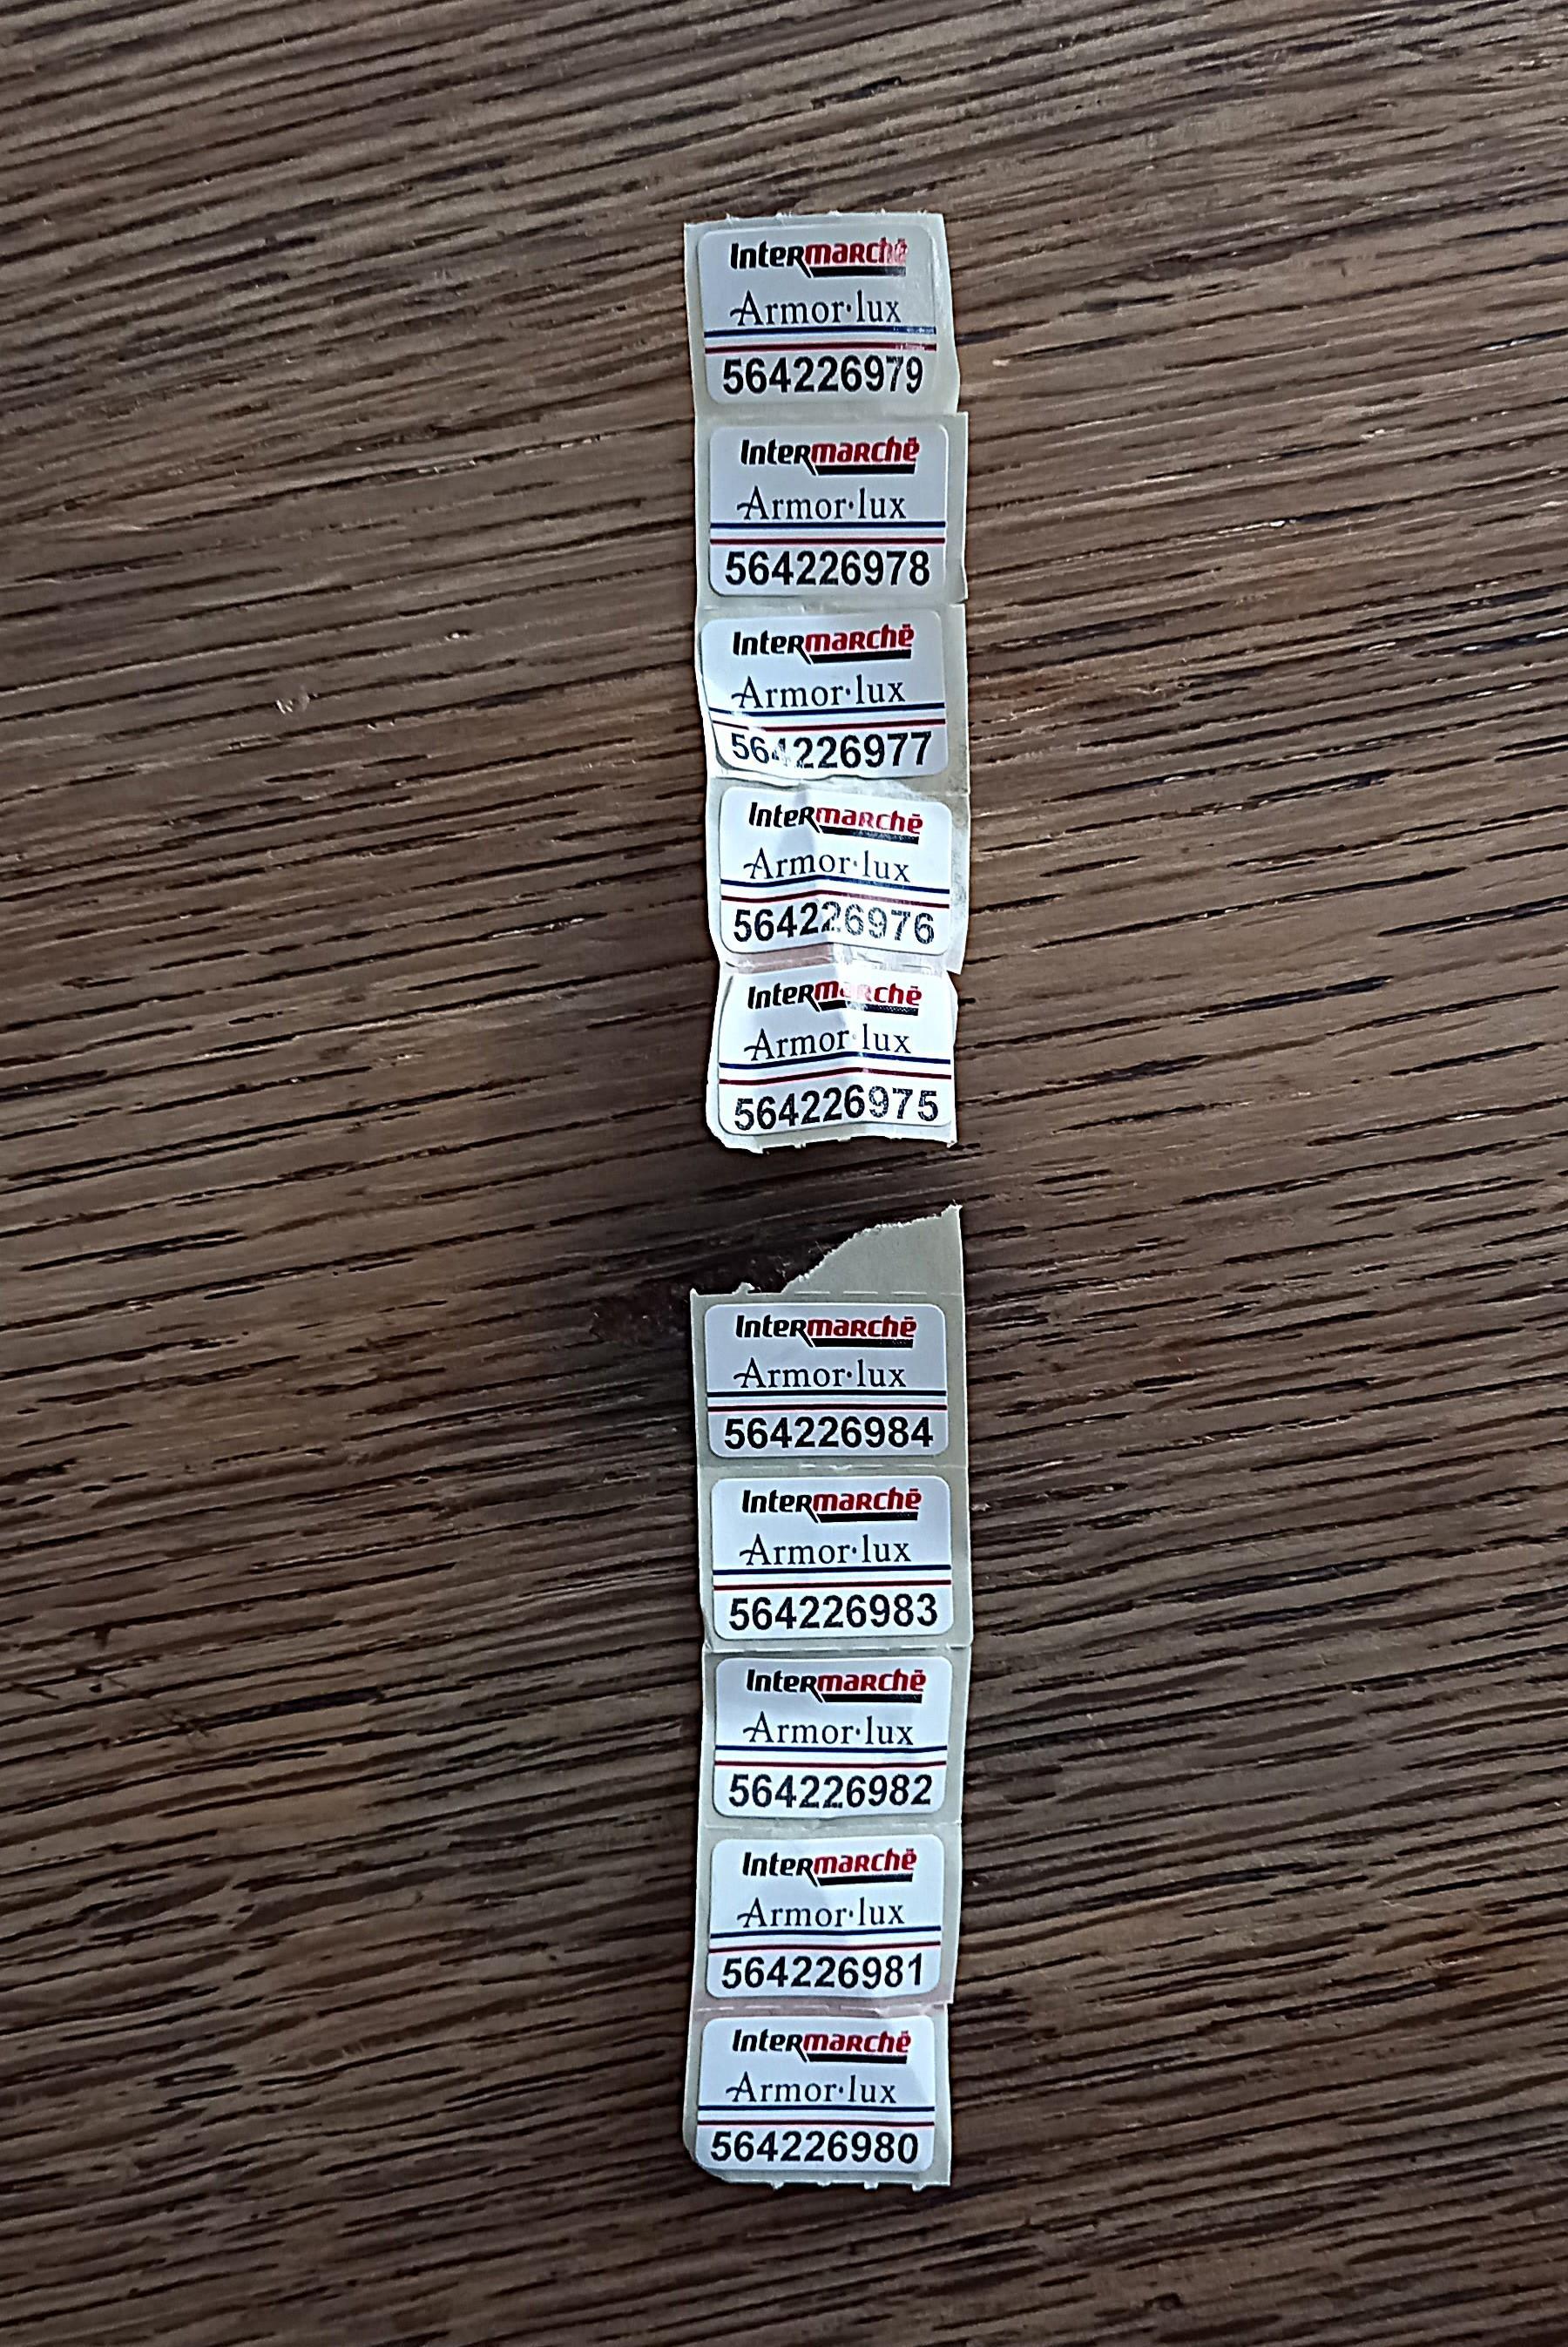 Intermarché
Armor·lux
564226979
Intermarché
Armor·lux
564226978
Intermarché
Armor·lux
564226977
Intermarché
Armor·lux
564226976
Intermarché
Armor·lux
564226975
Intermarché
Armor·lux
564226984
Intermarché
Armor·lux
564226983
Intermarché
Armor·lux
564226982
Intermarché
Armor·lux
564226981
Intermarché
Armor·lux
564226980